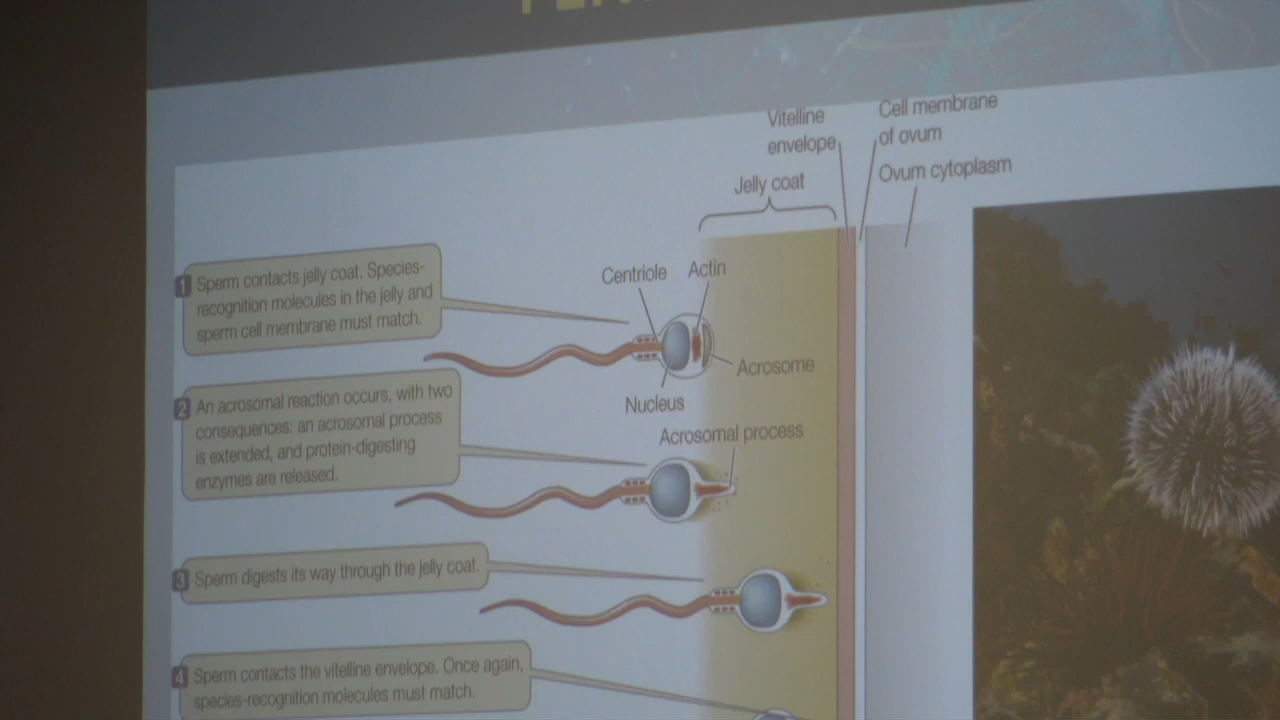 Vitelline
envelope
Cell membrane
of ovum
Ovum cytoplasm
Jelly coat
1 Sperm contacts jelly coat. Species-
recognition molecules in the jelly and
sperm cell membrane must match.
Centriole
Actin
Acrosome
Nucleus
2 An acrosomal reaction occurs, with two
consequences: an acrosomal process
is extended, and protein-digesting
enzymes are released.
Acrosomal process
3 Sperm digests its way through the jelly coat.
4 Sperm contacts the vitelline envelope. Once again,
species-recognition molecules must match.